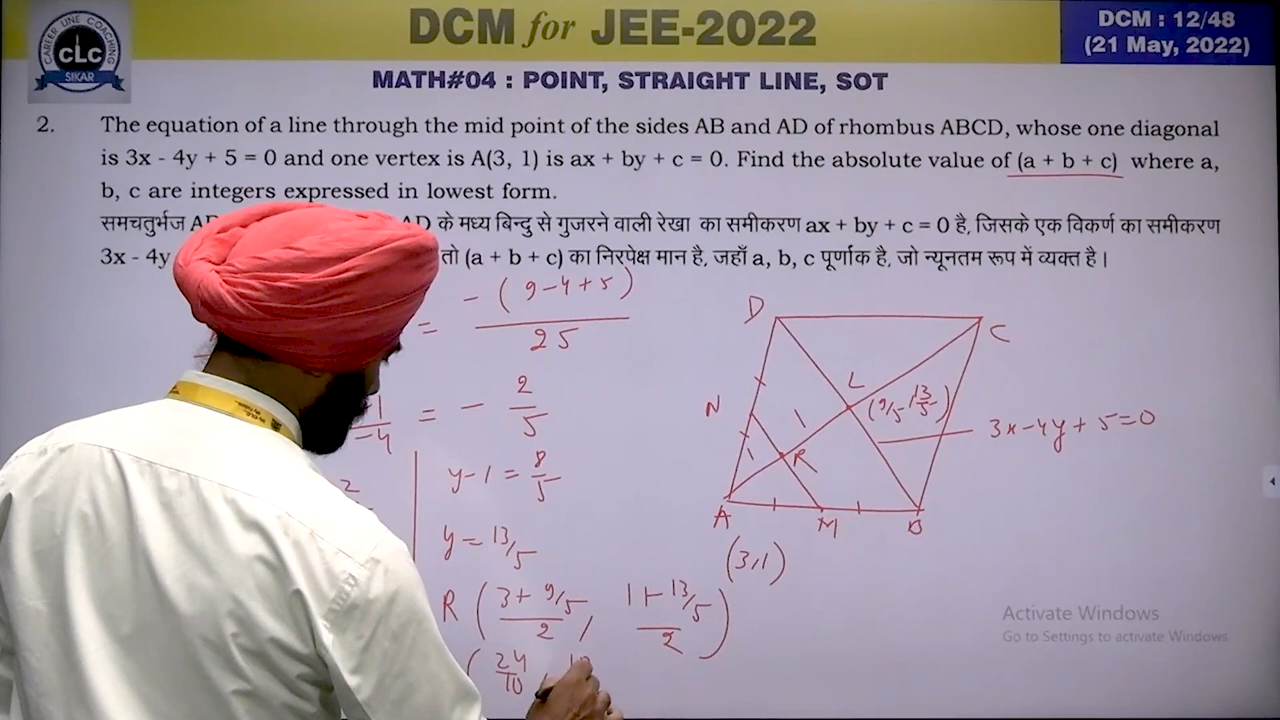 CAREER LINE COACHING
CLC
SIKAR
DCM for JEE-2022
DCM : 12/48
(21 May, 2022)
MATH#04 : POINT, STRAIGHT LINE, SOT
2. The equation of a line through the mid point of the sides AB and AD of rhombus ABCD, whose one diagonal
is 3x - 4y + 5 = 0 and one vertex is A(3, 1) is ax + by + c = 0. Find the absolute value of (a + b + c) where a,
b, c are integers expressed in lowest form.
समचतुर्भुज AB D के मध्य बिन्दु से गुजरने वाली रेखा का समीकरण ax + by + c = 0 है, जिसके एक विकर्ण का समीकरण
3x - 4y तो (a + b + c) का निरपेक्ष मान है, जहाँ a, b, c पूर्णांक है, जो न्यूनतम रूप में व्यक्त है।
= - (9-4+5) / 25
-4 = - 2/5
y-1 = 8/5
y = 13/5
R ( (3+9/5)/2 , (1+13/5)/2 )
( 24/10
D
C
L
(9/5, 13/5)
N
3x-4y+5=0
R
A
M
B
(3,1)
Activate Windows
Go to Settings to activate Windows